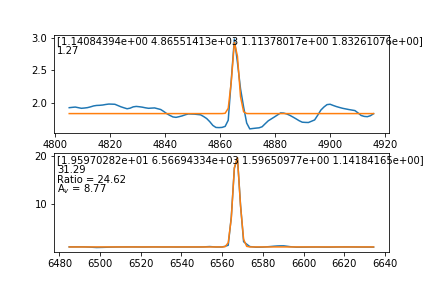 [1.14084394e+00 4.86551413e+03 1.11378017e+00 1.83261076e+00]
1.27
3.0
2.5
2.0
4800 4820 4840 4860 4880 4900 4920
[1.95970282e+01 6.56694334e+03 1.59650977e+00 1.14184165e+00]
31.29
Ratio = 24.62
Av = 8.77
20
10
6480 6500 6520 6540 6560 6580 6600 6620 6640